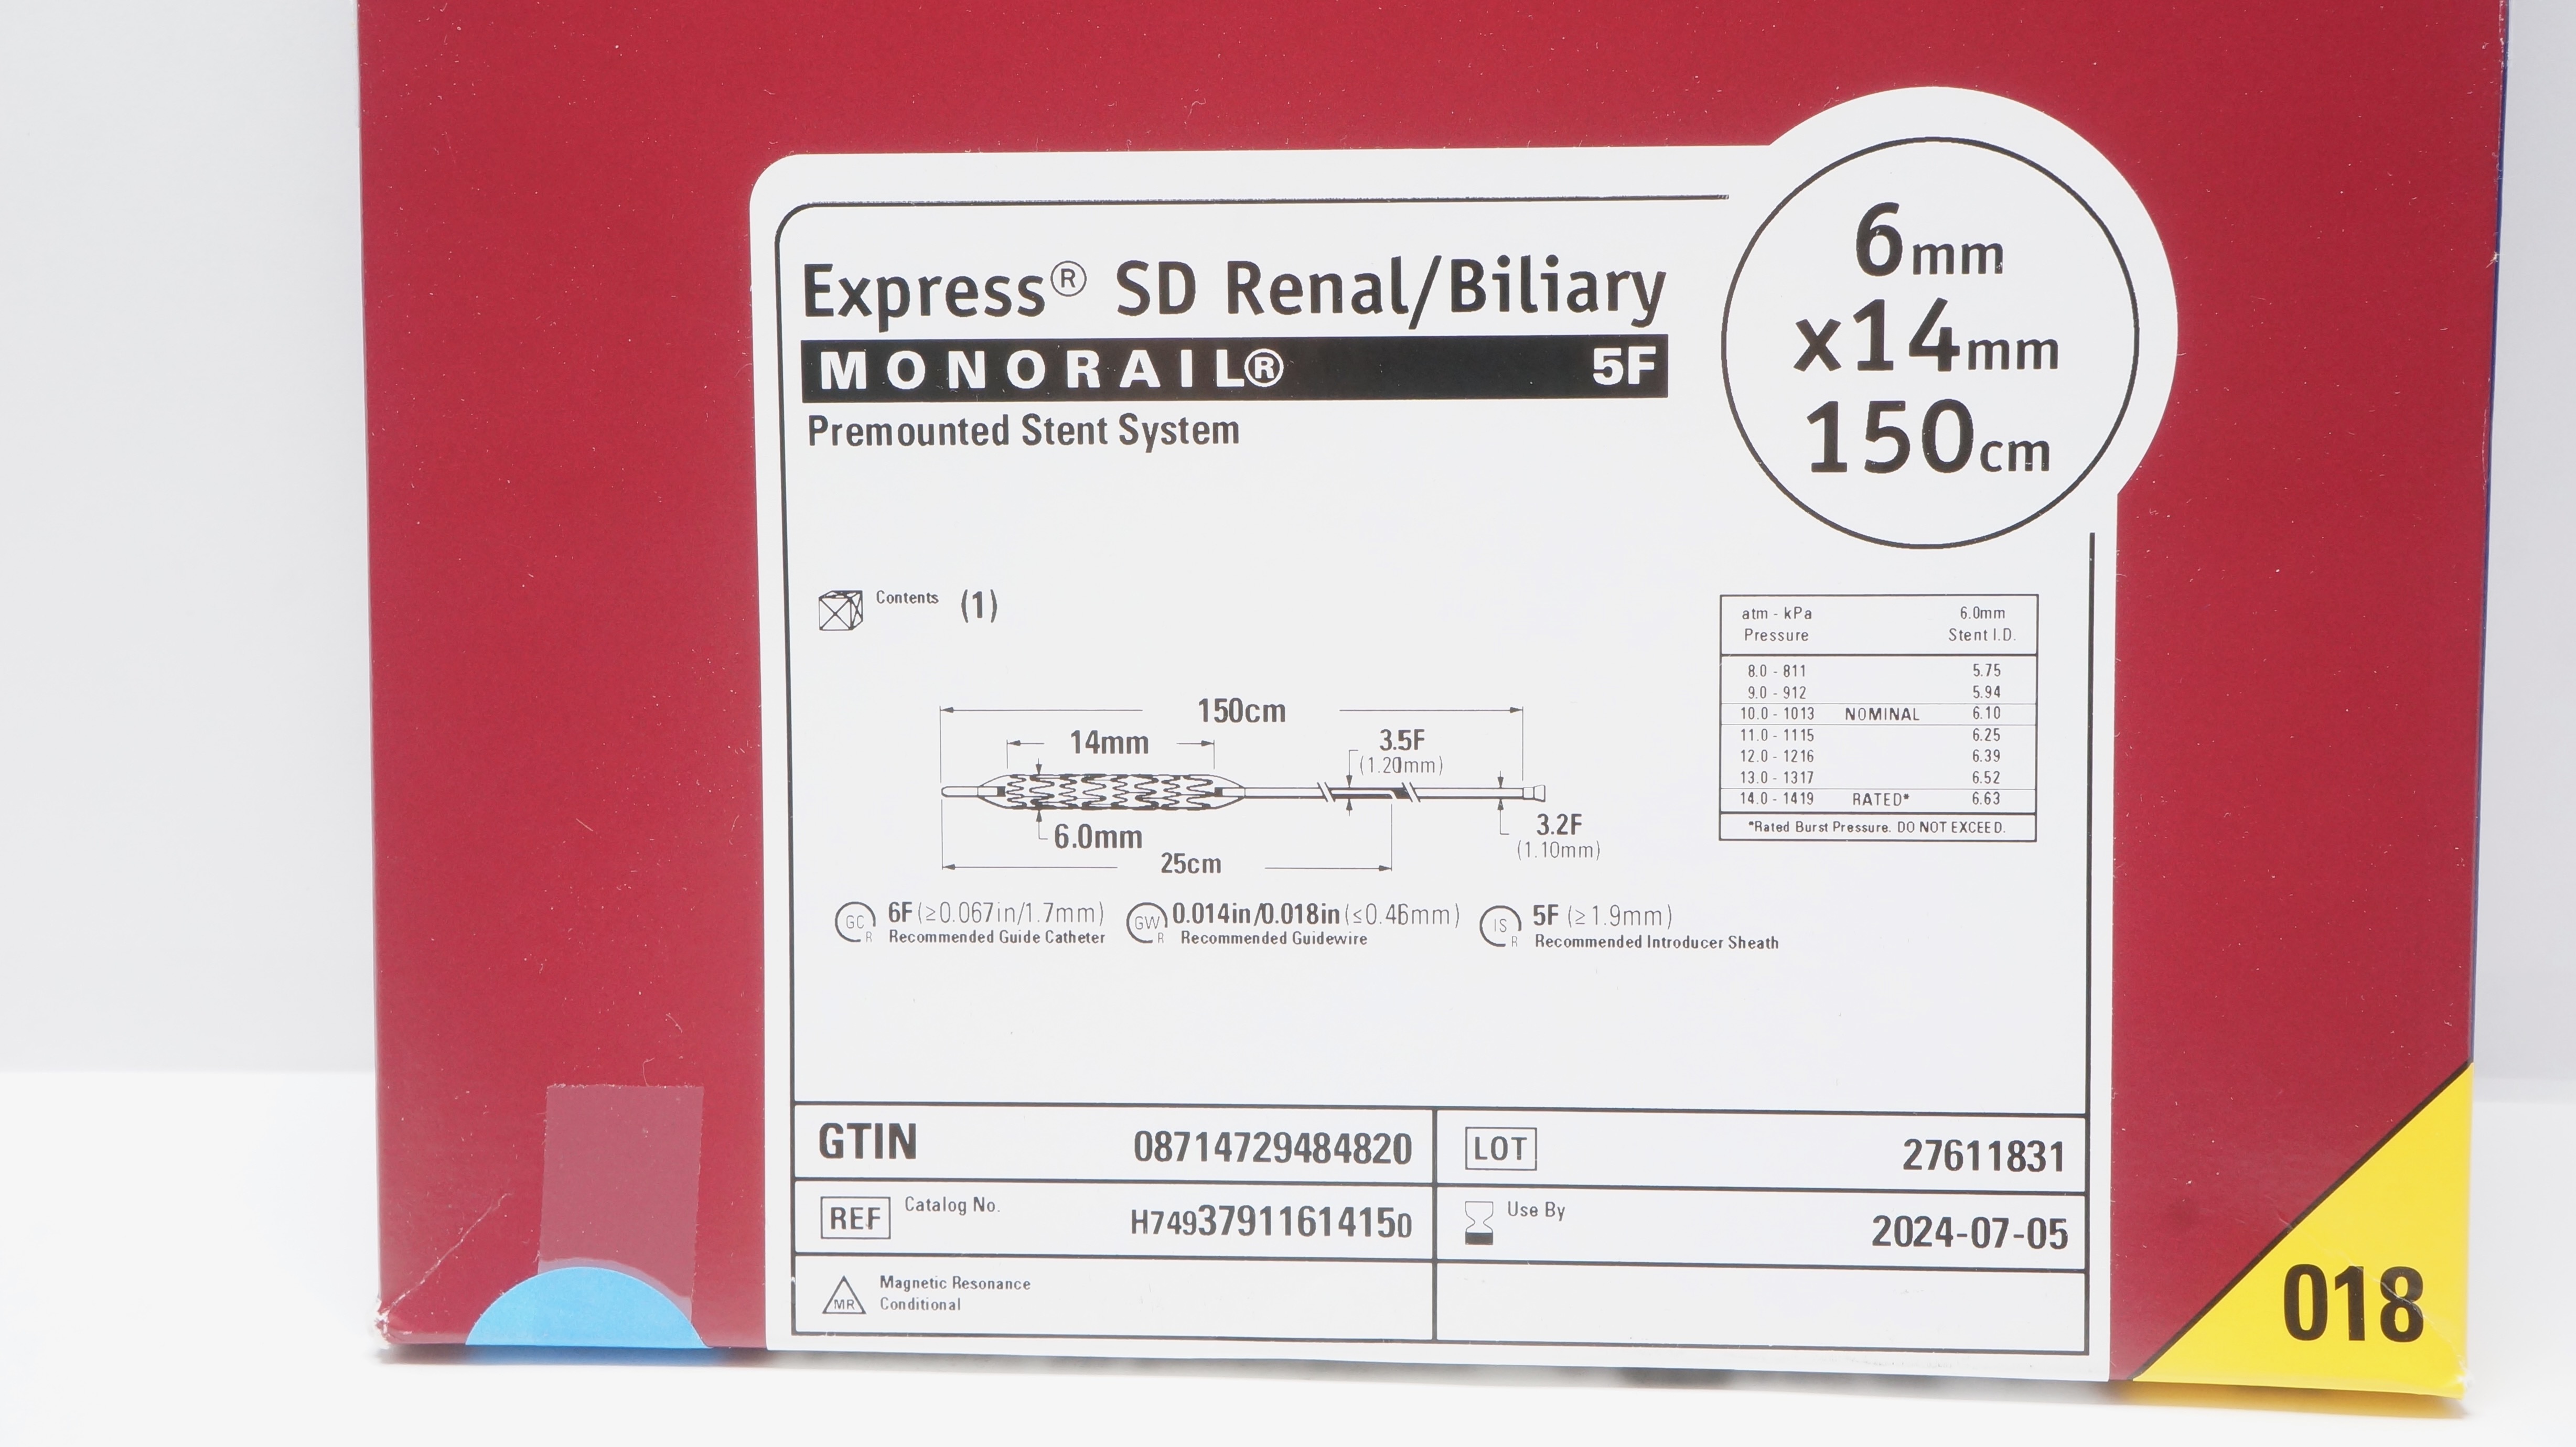 Express® SD Renal/Biliary
MONORAIL® 5F
Premounted Stent System
6mm
x14mm
150cm
Contents (1)
atm - kPa 6.0mm
Pressure Stent I.D.
8.0 - 811 5.75
9.0 - 912 5.94
10.0 - 1013 NOMINAL 6.10
11.0 - 1115 6.25
12.0 - 1216 6.39
13.0 - 1317 6.52
14.0 - 1419 RATED* 6.63
*Rated Burst Pressure. DO NOT EXCEED.
150cm
14mm
3.5F
(1.20mm)
6.0mm
3.2F
(1.10mm)
25cm
GC R 6F (≥0.067in/1.7mm)
Recommended Guide Catheter
GW R 0.014in/0.018in (≤0.46mm)
Recommended Guidewire
IS R 5F (≥1.9mm)
Recommended Introducer Sheath
GTIN 08714729484820
LOT 27611831
REF Catalog No. H74937911614150
Use By 2024-07-05
MR Magnetic Resonance
Conditional
018